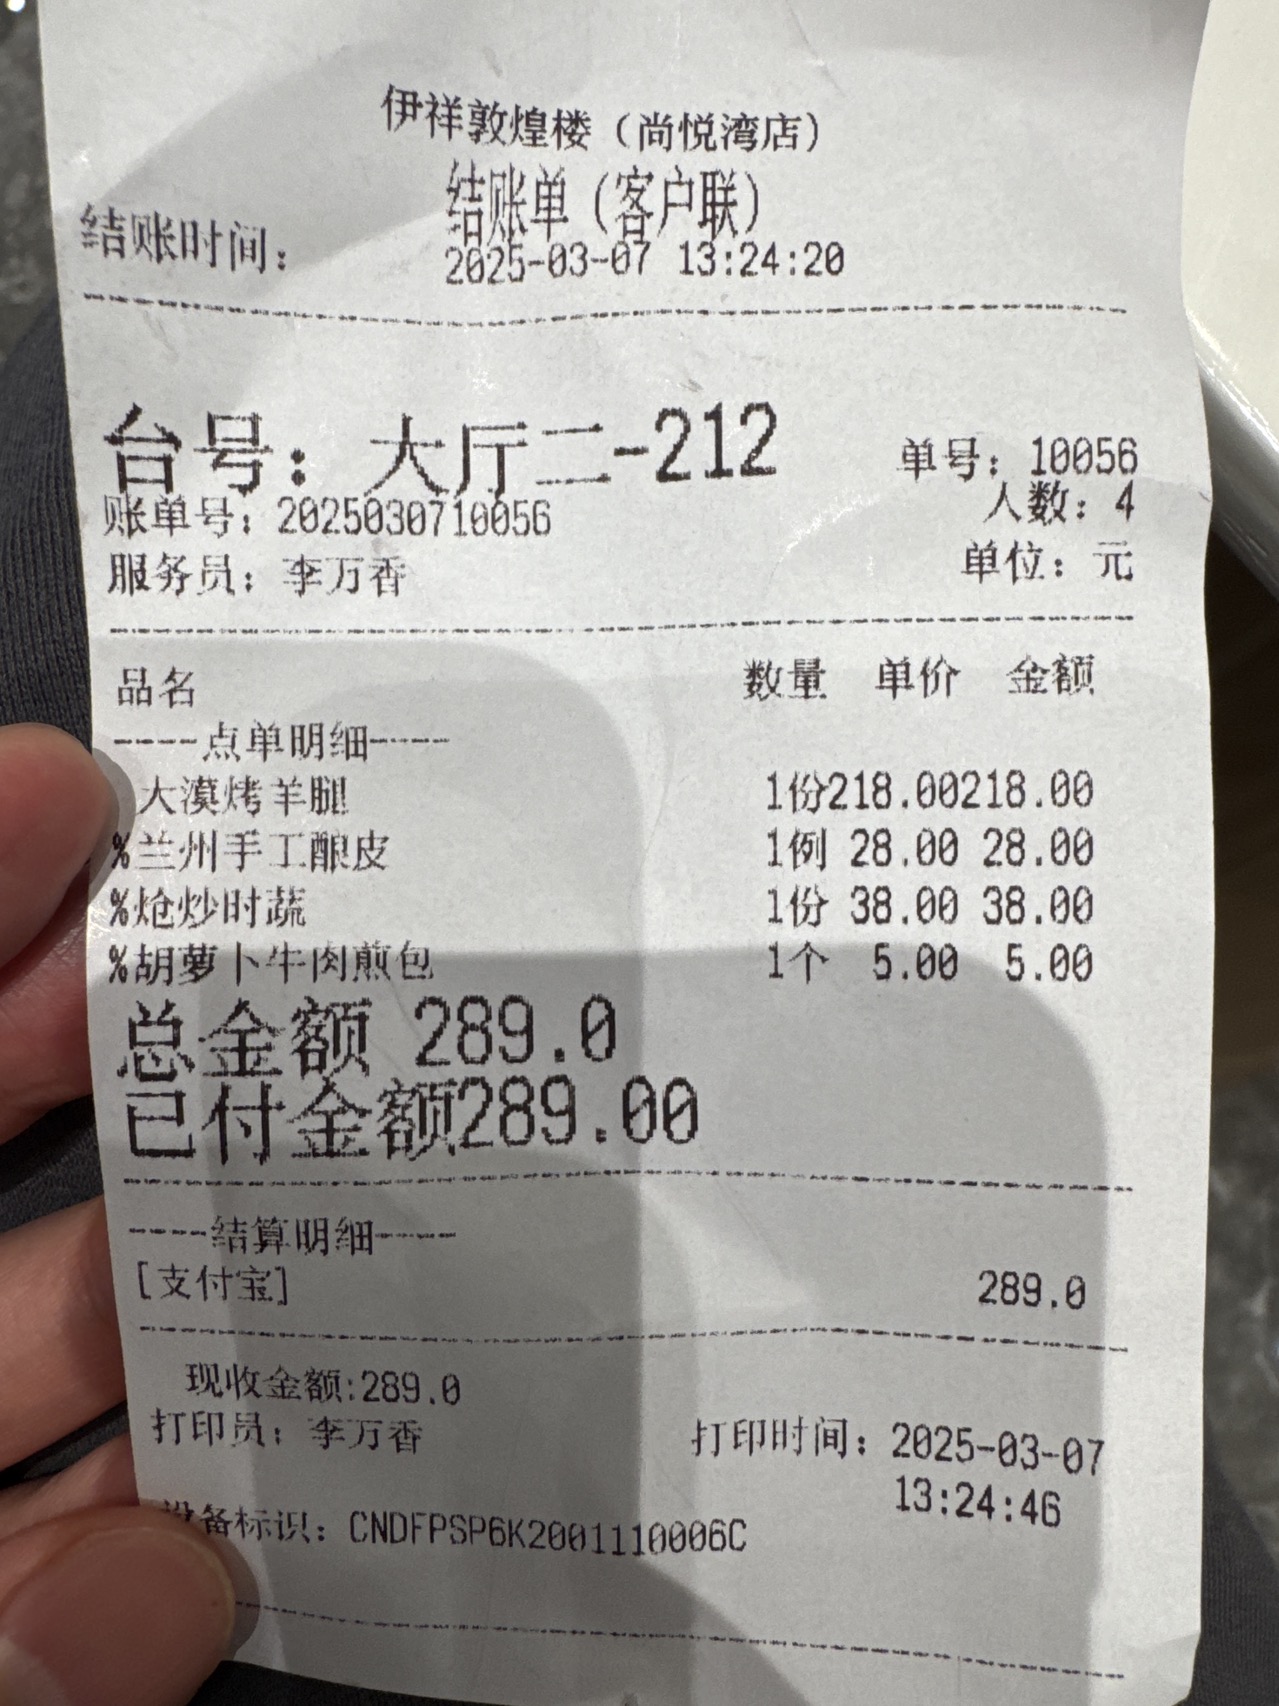 伊祥敦煌楼（尚悦湾店）
结账单（客户联）
结账时间： 2025-03-07 13:24:20
台号：大厅二-212 单号：10056
账单号：2025030710056 人数：4
服务员：李万香 单位：元
品名 数量 单价 金额
----点单明细----
大漠烤羊腿 1份218.00218.00
%兰州手工酿皮 1例 28.00 28.00
%炝炒时蔬 1份 38.00 38.00
%胡萝卜牛肉煎包 1个 5.00 5.00
总金额 289.0
已付金额289.00
----结算明细----
[支付宝] 289.0
现收金额:289.0
打印员：李万香 打印时间：2025-03-07
13:24:46
设备标识：CNDFPSP6K2001110006C